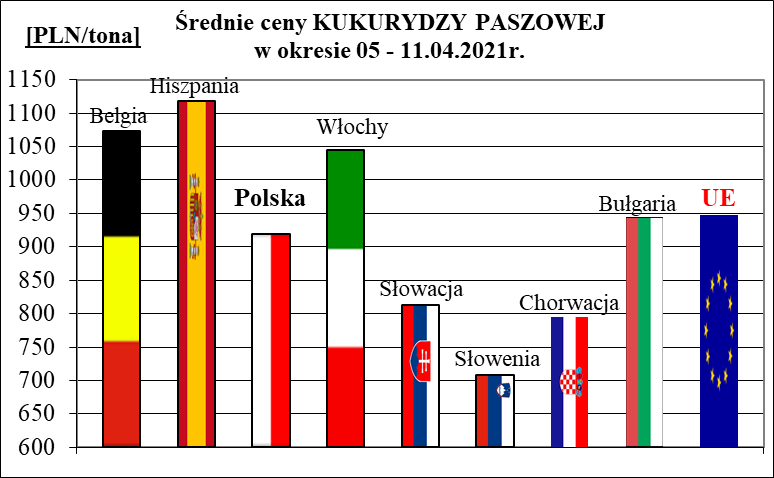 Średnie ceny KUKURYDZY PASZOWEJ
w okresie 05 - 11.04.2021r.
[PLN/tona]
1150
1100
1050
1000
950
900
850
800
750
700
650
600
Belgia
Hiszpania
Polska
Włochy
Słowacja
Słowenia
Chorwacja
Bułgaria
UE